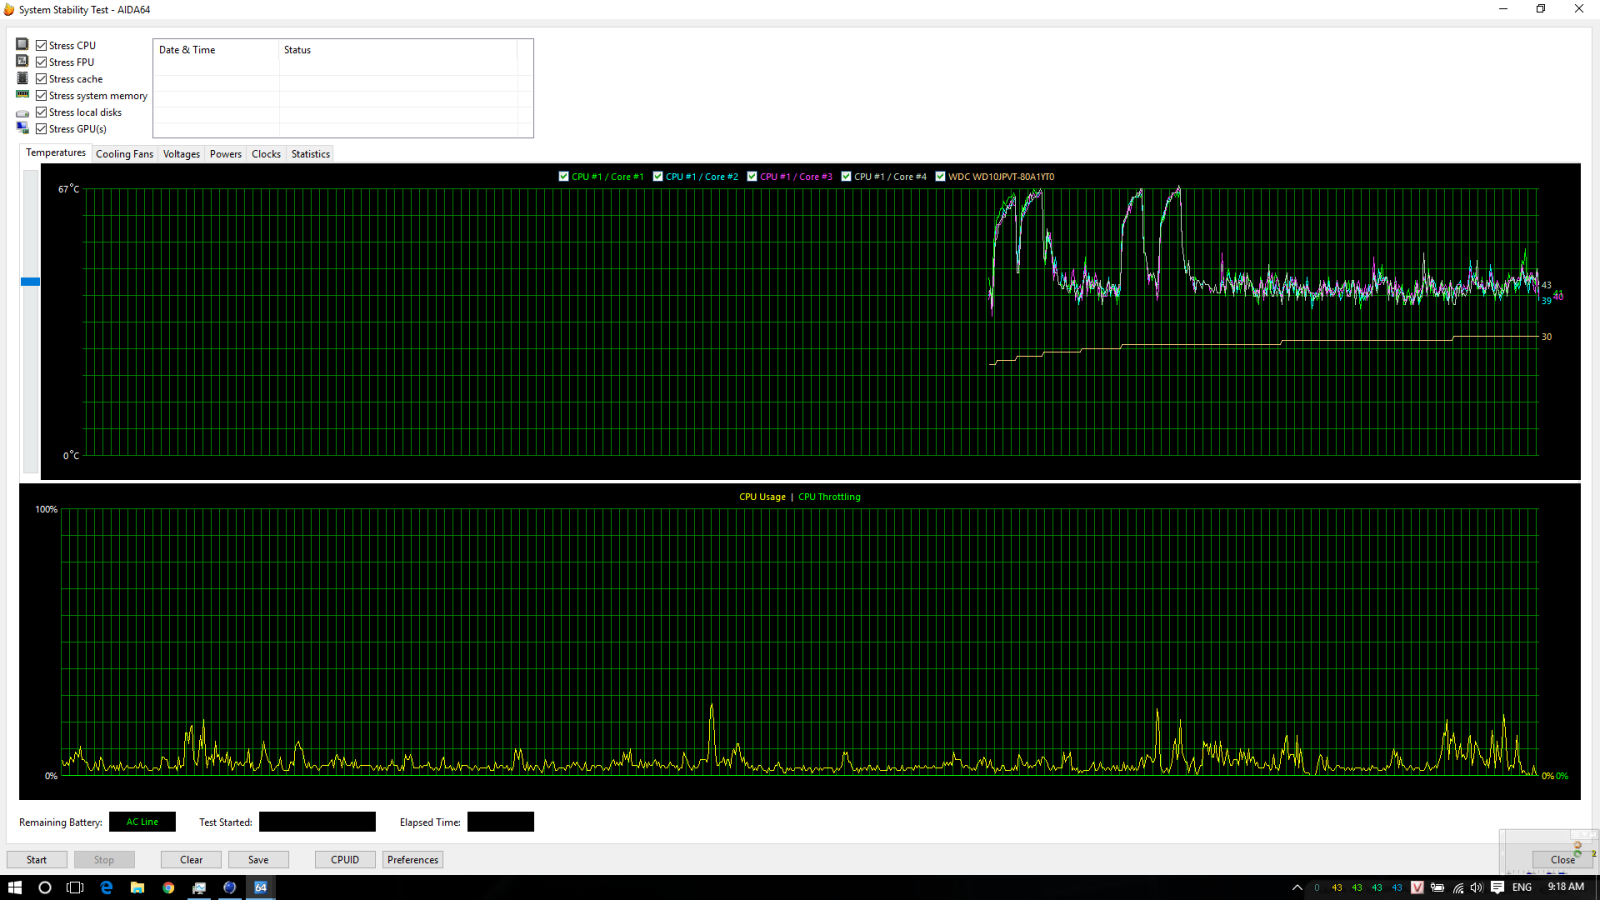 System Stability Test - AIDA64
Stress CPU
Stress FPU
Stress cache
Stress system memory
Stress local disks
Stress GPU(s)
Date & Time Status
Temperatures Cooling Fans Voltages Powers Clocks Statistics
CPU #1 / Core #1 CPU #1 / Core #2 CPU #1 / Core #3 CPU #1 / Core #4 WDC WD10JPVT-80A1YT0
67°C
43
41
39 40
30
0°C
CPU Usage | CPU Throttling
100%
0% 0% 0%
Remaining Battery: AC Line Test Started: Elapsed Time:
Start Stop Clear Save CPUID Preferences Close
2
64 0 43 43 43 43 V ENG 9:18 AM